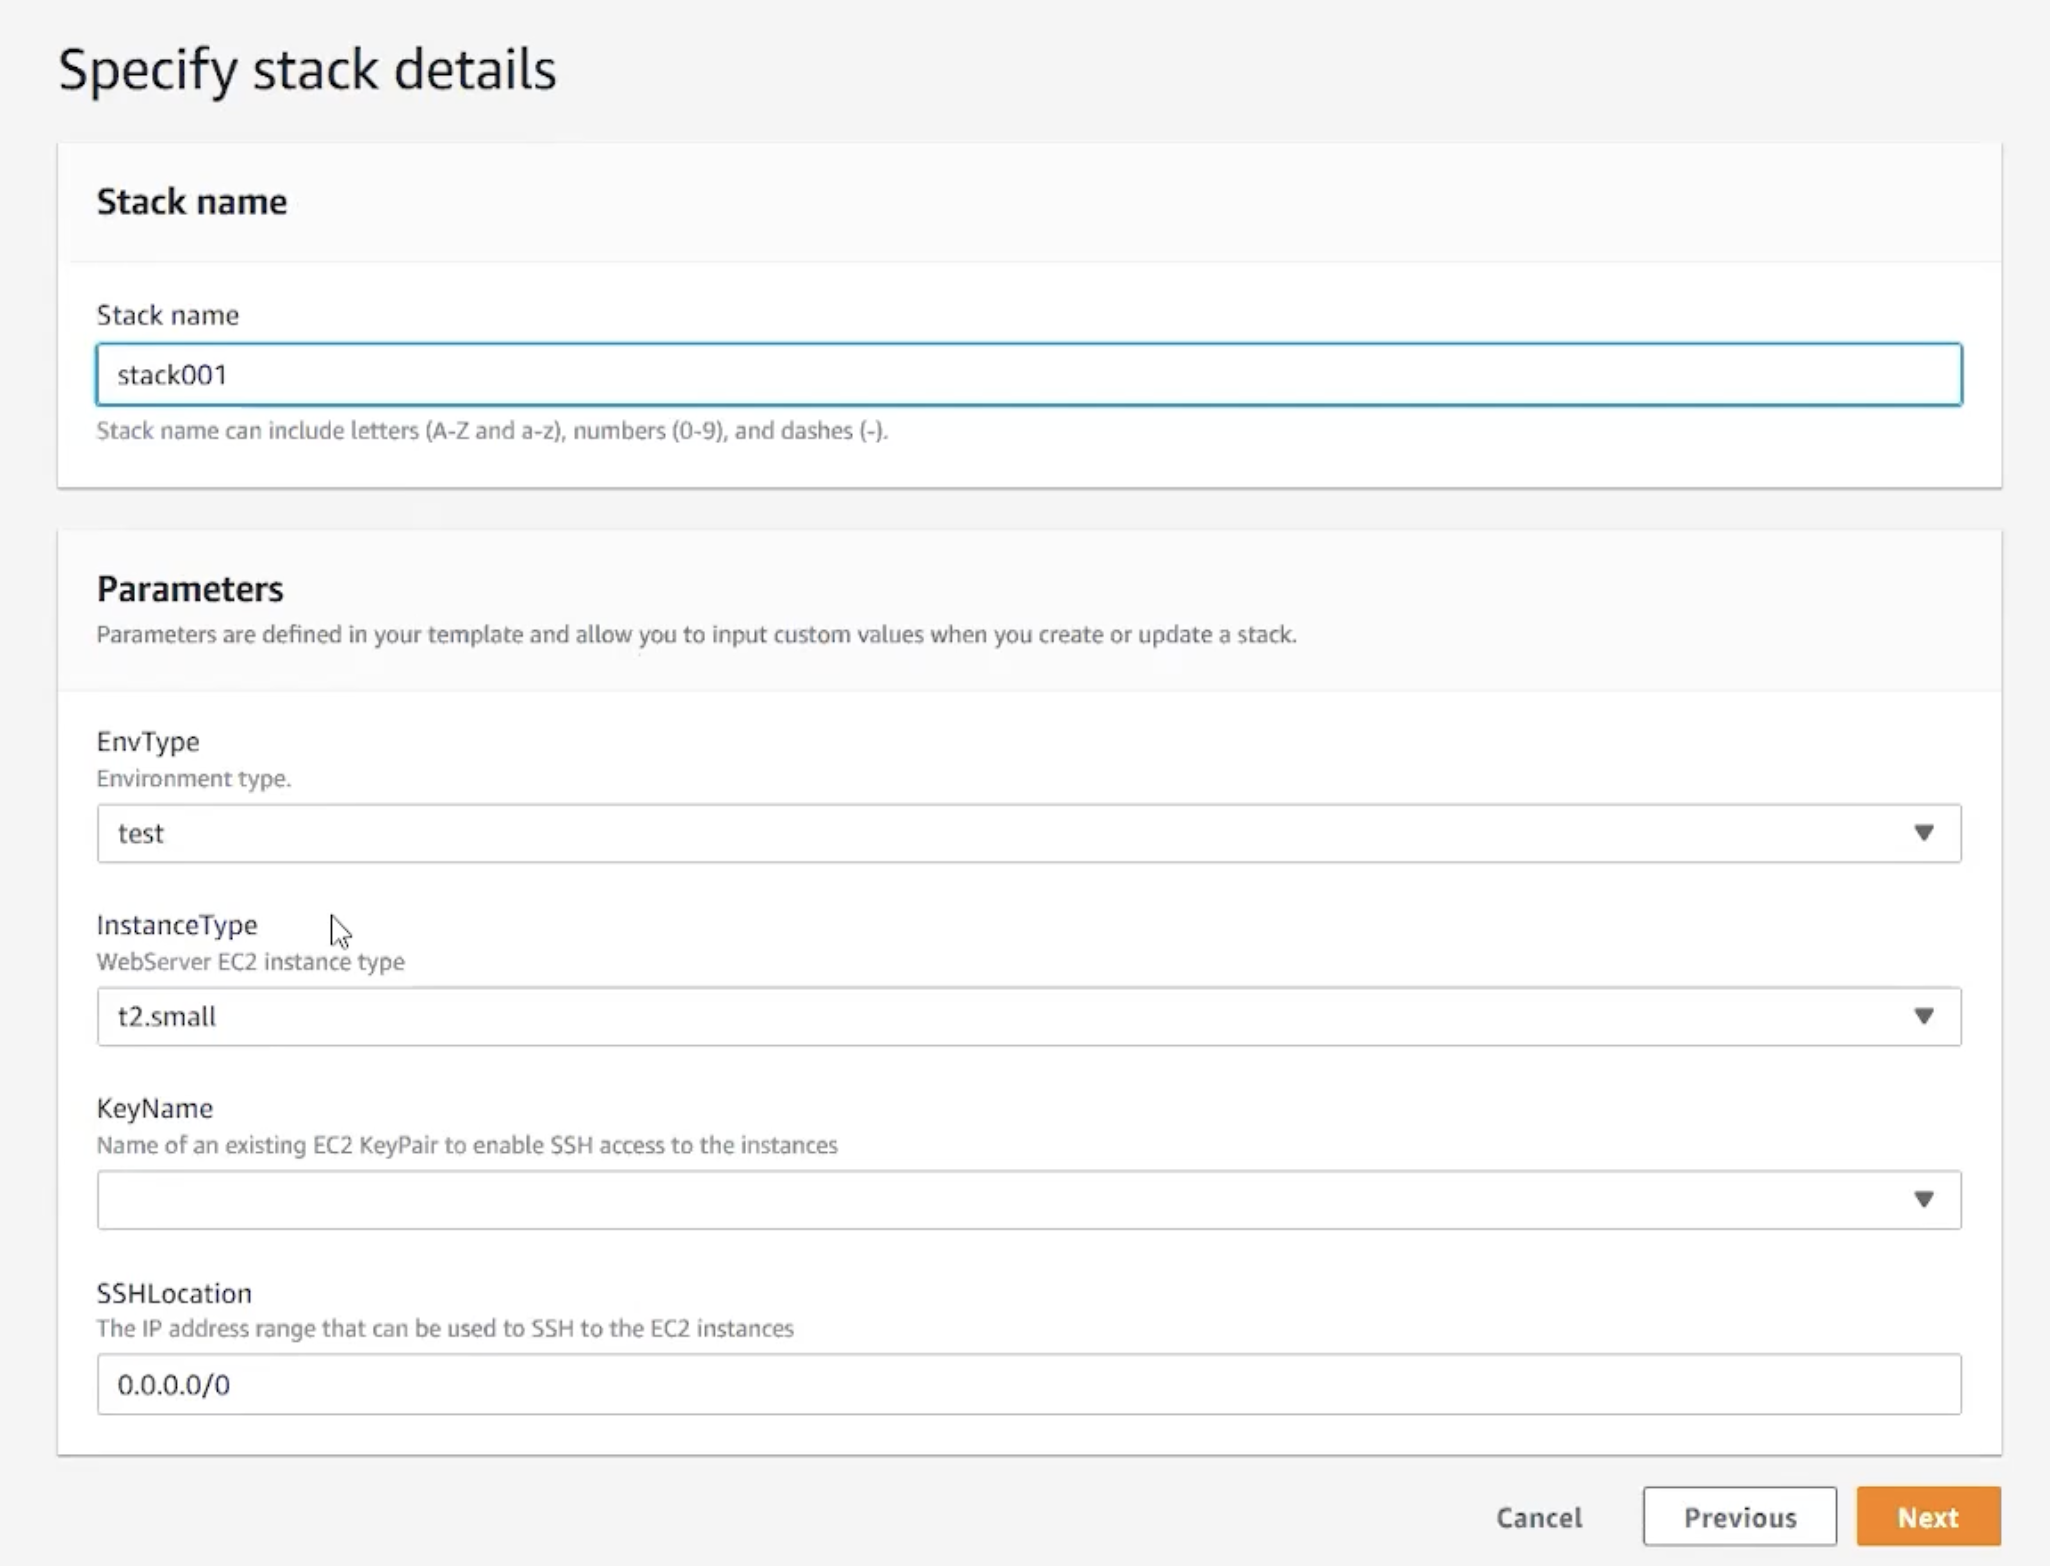 Specify stack details
Stack name
Stack name
stack001
Stack name can include letters (A-Z and a-z), numbers (0-9), and dashes (-).
Parameters
Parameters are defined in your template and allow you to input custom values when you create or update a stack.
EnvType
Environment type.
test
InstanceType
WebServer EC2 instance type
t2.small
KeyName
Name of an existing EC2 KeyPair to enable SSH access to the instances
SSHLocation
The IP address range that can be used to SSH to the EC2 instances
0.0.0.0/0
Cancel
Previous
Next